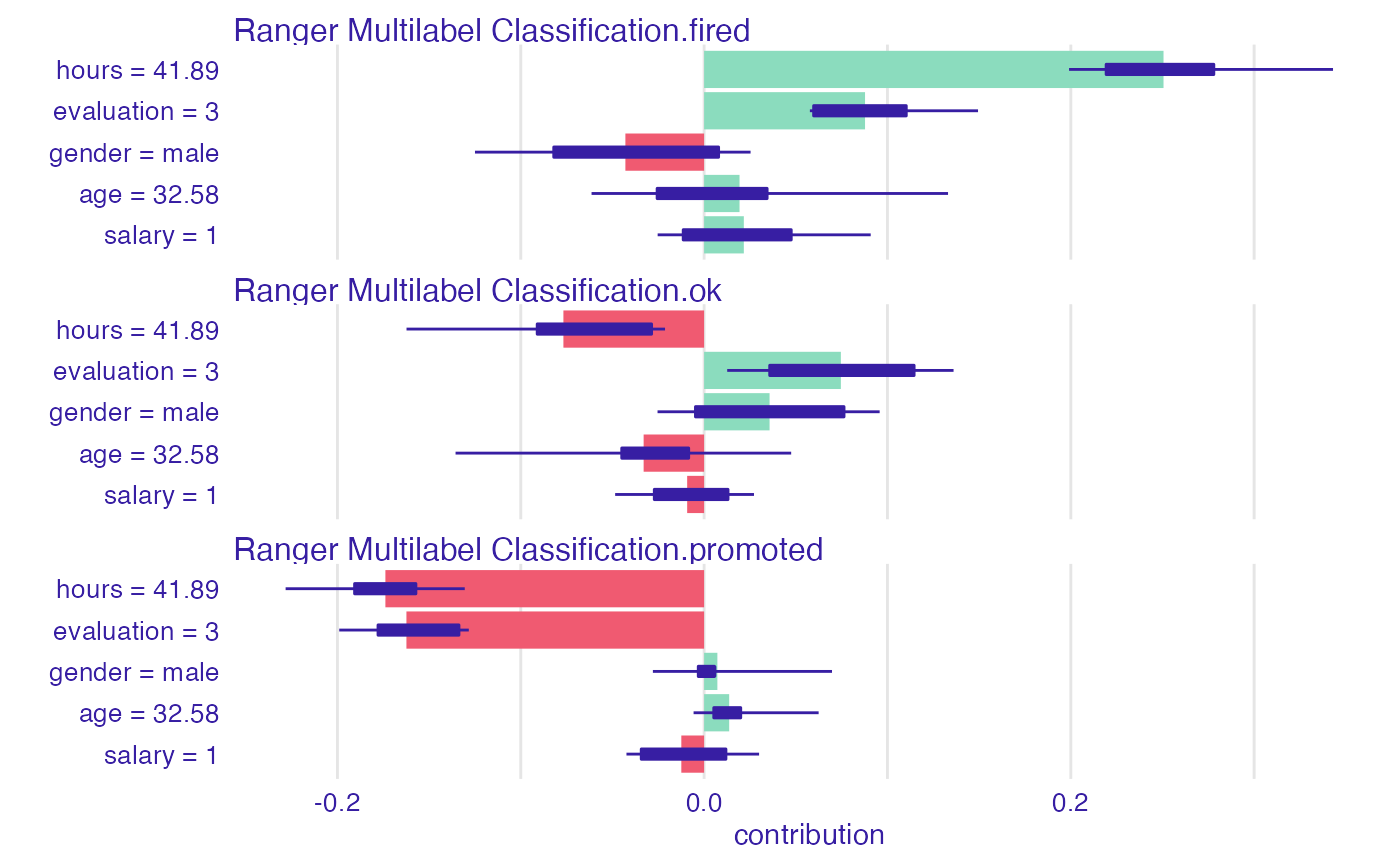 Ranger Multilabel Classification.fired
hours = 41.89
evaluation = 3
gender = male
age = 32.58
salary = 1
Ranger Multilabel Classification.ok
hours = 41.89
evaluation = 3
gender = male
age = 32.58
salary = 1
Ranger Multilabel Classification.promoted
hours = 41.89
evaluation = 3
gender = male
age = 32.58
salary = 1
-0.2 0.0 0.2
contribution